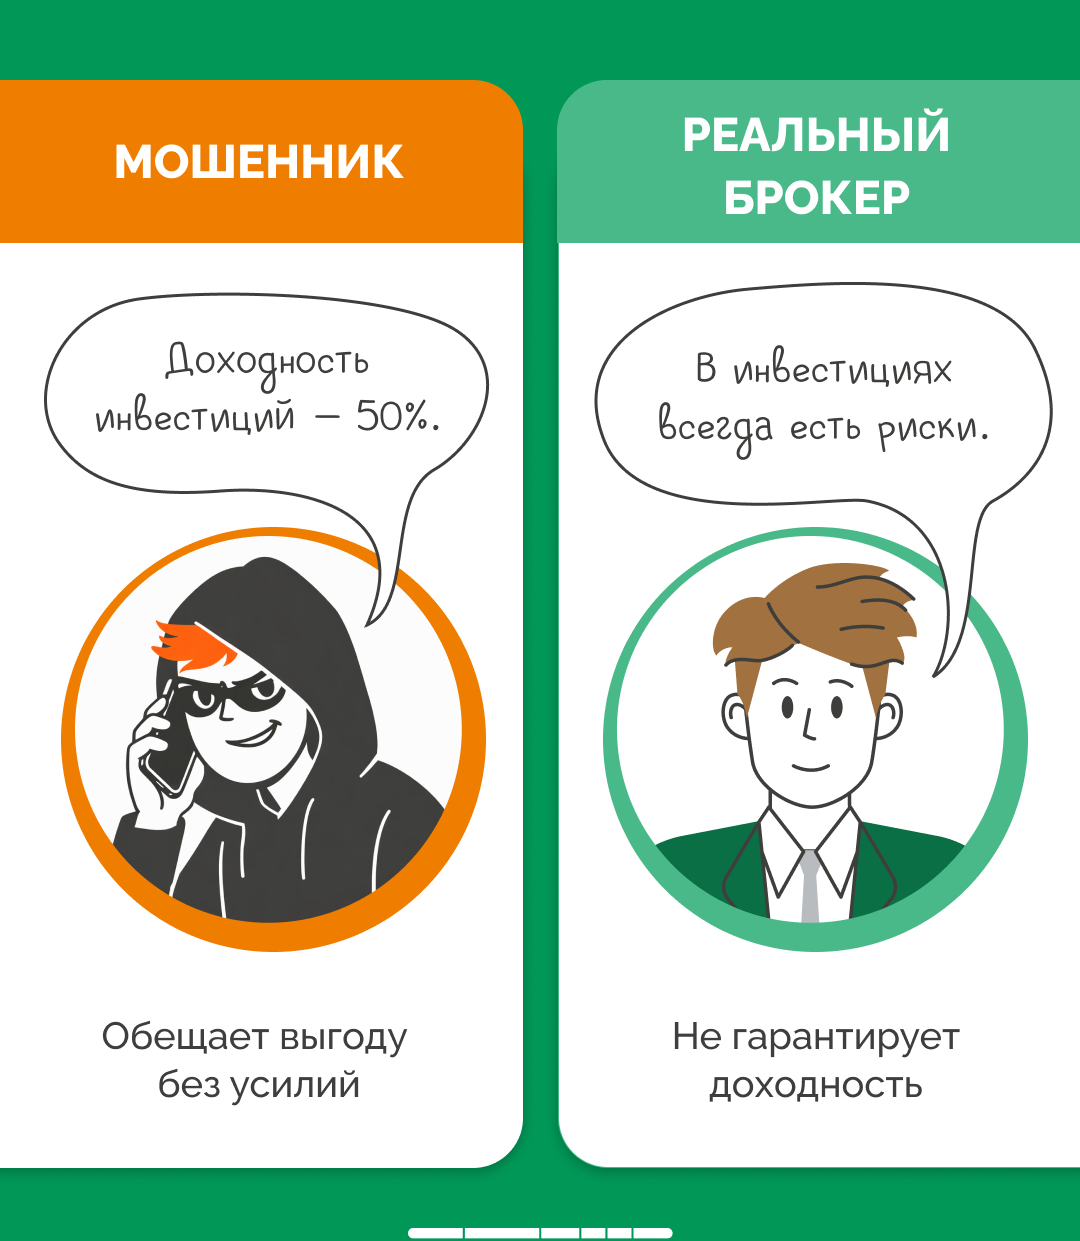 МОШЕННИК
Доходность
инвестиций – 50%.
Обещает выгоду
без усилий
РЕАЛЬНЫЙ
БРОКЕР
В инвестициях
всегда есть риски.
Не гарантирует
доходность